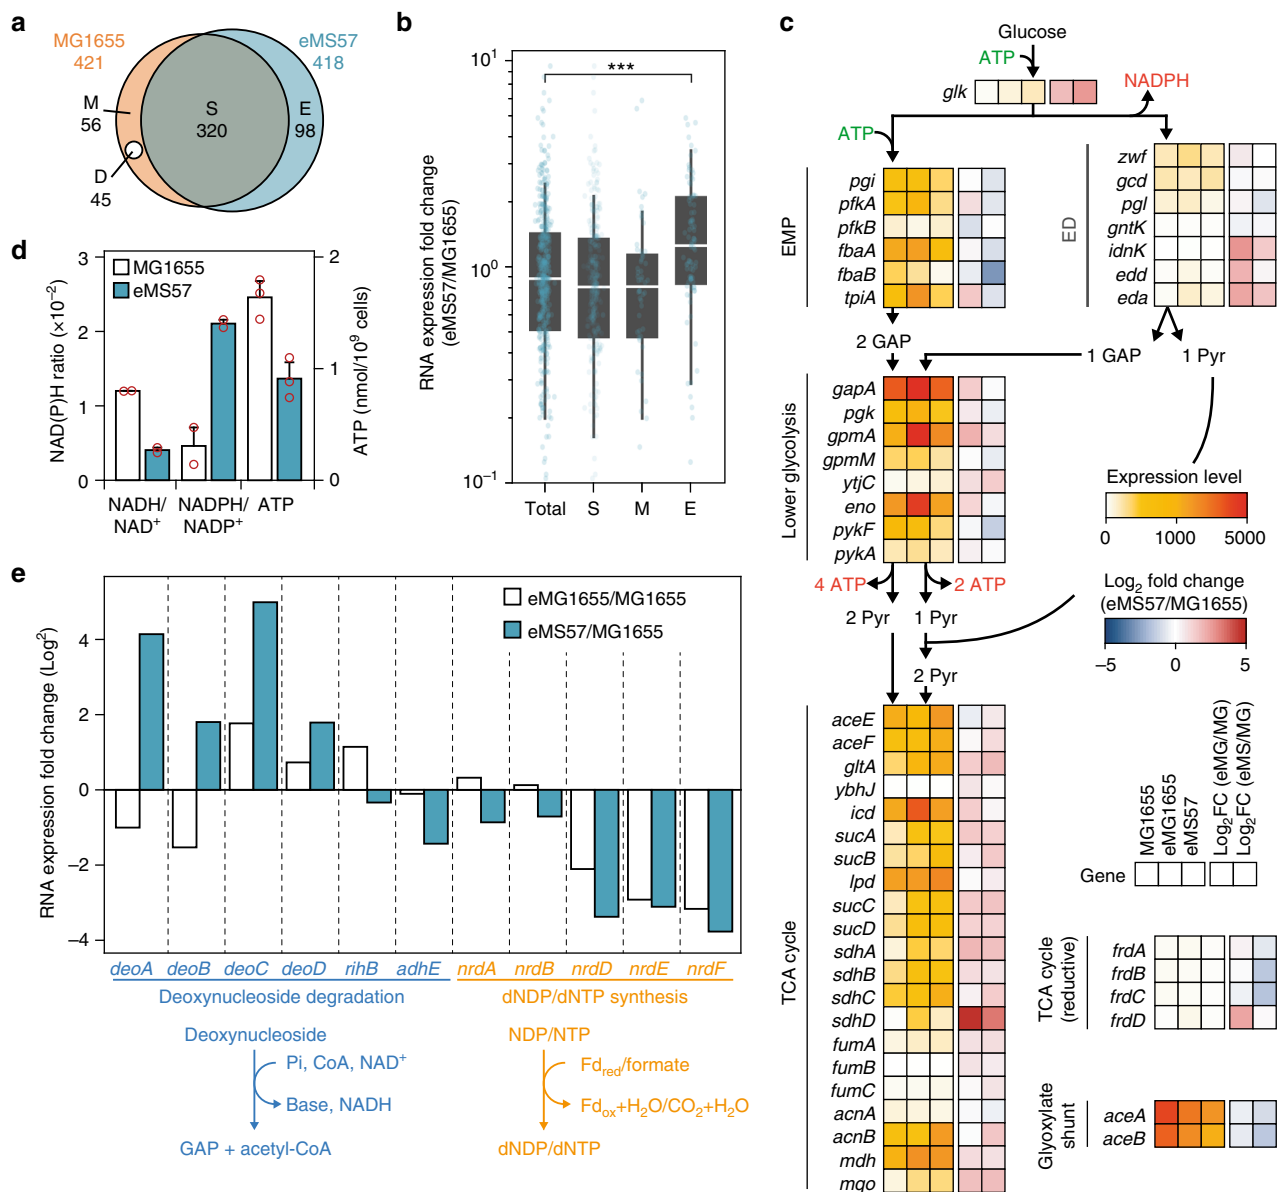 a
MG1655
421
eMS57
418
M
56
S
320
E
98
D
45
b
RNA expression fold change
(eMS57/MG1655)
10¹
10⁰
10⁻¹
***
Total
S
M
E
c
Glucose
ATP
glk
NADPH
ATP
EMP
pgi
pfkA
pfkB
fbaA
fbaB
tpiA
ED
zwf
gcd
pgl
gntK
idnK
edd
eda
2 GAP
1 GAP
1 Pyr
Lower glycolysis
gapA
pgk
gpmA
gpmM
ytjC
eno
pykF
pykA
Expression level
0
1000
5000
4 ATP
2 ATP
2 Pyr
1 Pyr
2 Pyr
Log₂ fold change
(eMS57/MG1655)
−5
0
5
TCA cycle
aceE
aceF
gltA
ybhJ
icd
sucA
sucB
lpd
sucC
sucD
sdhA
sdhB
sdhC
sdhD
fumA
fumB
fumC
acnA
acnB
mdh
mqo
MG1655
eMG1655
eMS57
Log₂FC (eMG/MG)
Log₂FC (eMS/MG)
Gene
TCA cycle
(reductive)
frdA
frdB
frdC
frdD
Glyoxylate
shunt
aceA
aceB
d
NAD(P)H ratio (×10⁻²)
3
2
1
0
MG1655
eMS57
2
1
0
ATP (nmol/10⁹ cells)
NADH/
NAD⁺
NADPH/
NADP⁺
ATP
e
RNA expression fold change (Log²)
4
2
0
−2
−4
eMG1655/MG1655
eMS57/MG1655
deoA
deoB
deoC
deoD
rihB
adhE
nrdA
nrdB
nrdD
nrdE
nrdF
Deoxynucleoside degradation
dNDP/dNTP synthesis
Deoxynucleoside
Pi, CoA, NAD⁺
Base, NADH
GAP + acetyl-CoA
NDP/NTP
Fd_red/formate
Fd_ox+H₂O/CO₂+H₂O
dNDP/dNTP